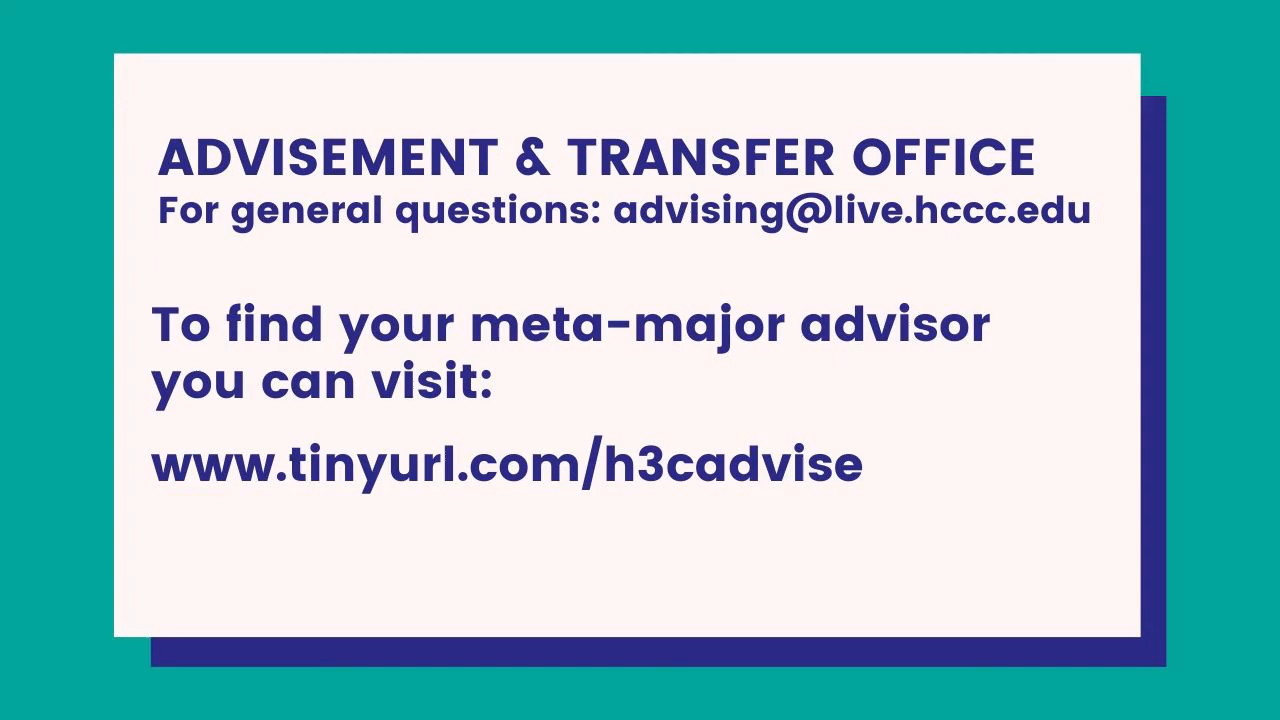 ADVISEMENT & TRANSFER OFFICE
For general questions: advising@live.hccc.edu
To find your meta-major advisor
you can visit:
www.tinyurl.com/h3cadvise